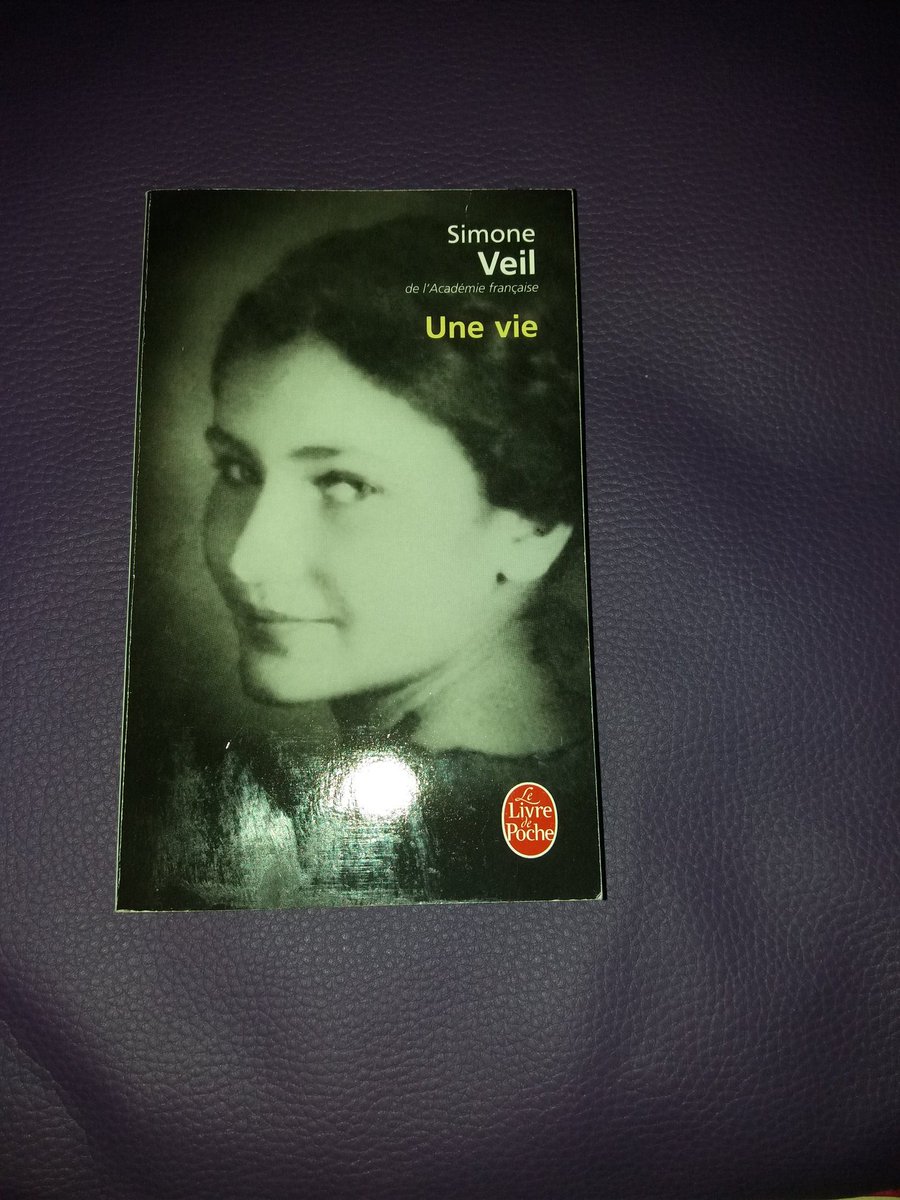 Simone
Veil
de l'Académie française
Une vie
Le
Livre
de
Poche